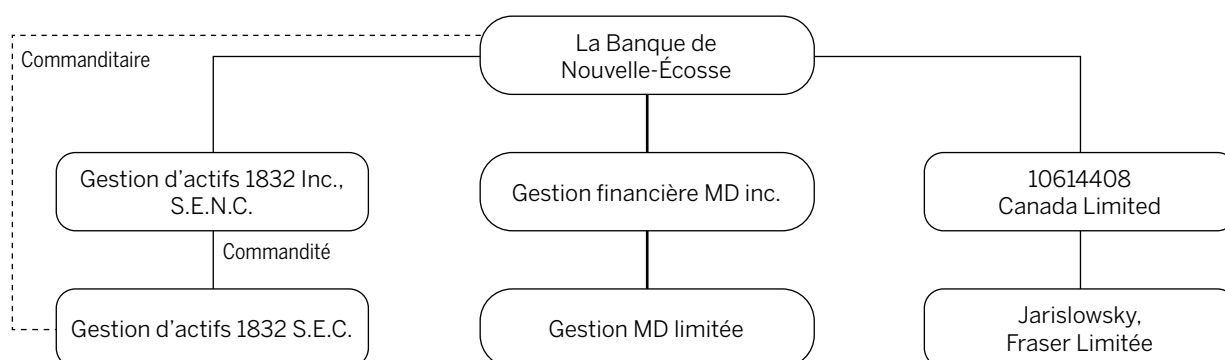 La Banque de
Nouvelle-Écosse
Commanditaire
Gestion d'actifs 1832 Inc.,
S.E.N.C.
Gestion financière MD inc.
10614408
Canada Limited
Commandité
Gestion d'actifs 1832 S.E.C.
Gestion MD limitée
Jarislowsky,
Fraser Limitée